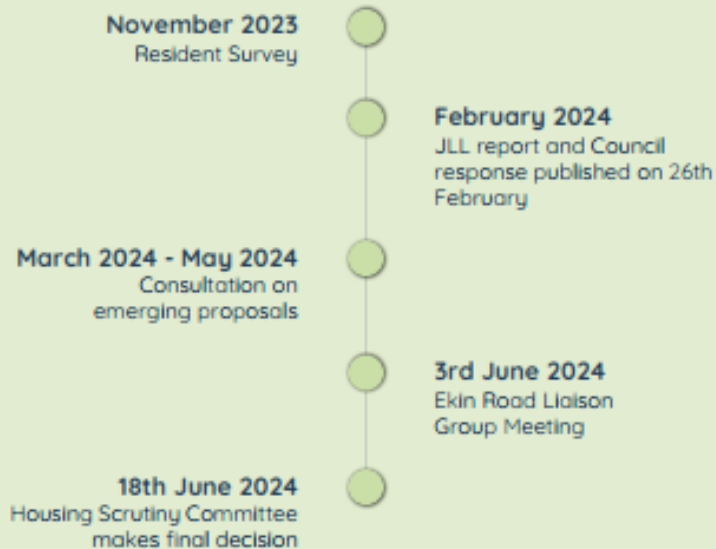 November 2023
Resident Survey
February 2024
JLL report and Council
response published on 26th
February
March 2024 - May 2024
Consultation on
emerging proposals
3rd June 2024
Ekin Road Liaison
Group Meeting
18th June 2024
Housing Scrutiny Committee
makes final decision